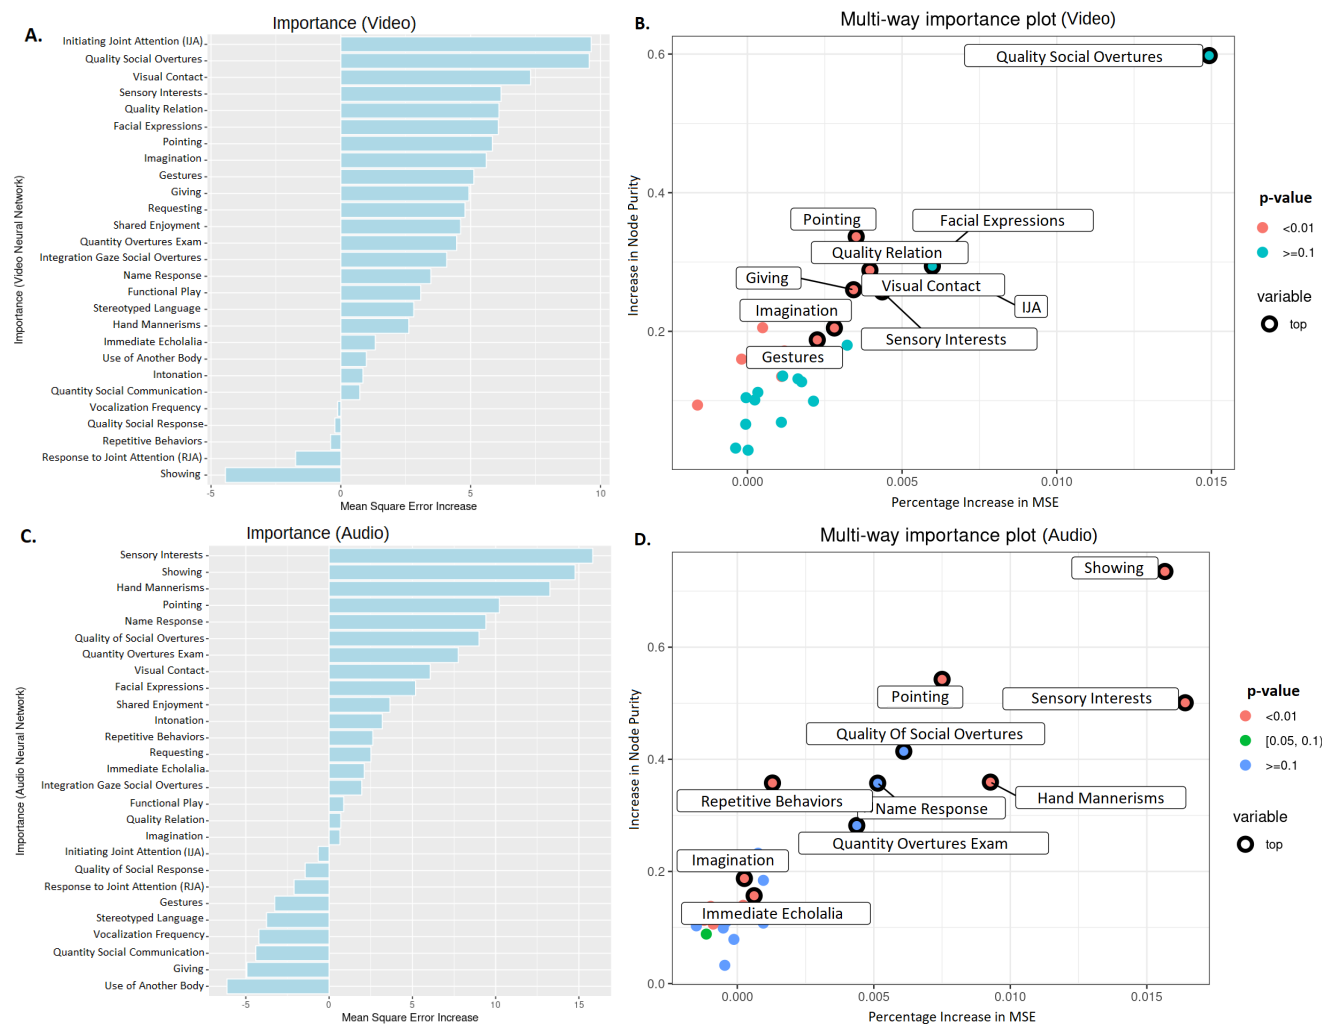 A.
Importance (Video)
Importance (Video Neural Network)
Initiating Joint Attention (IJA)
Quality Social Overtures
Visual Contact
Sensory Interests
Quality Relation
Facial Expressions
Pointing
Imagination
Gestures
Giving
Requesting
Shared Enjoyment
Quantity Overtures Exam
Integration Gaze Social Overtures
Name Response
Functional Play
Stereotyped Language
Hand Mannerisms
Immediate Echolalia
Use of Another Body
Intonation
Quantity Social Communication
Vocalization Frequency
Quality Social Response
Repetitive Behaviors
Response to Joint Attention (RJA)
Showing
-5 0 5 10
Mean Square Error Increase
B.
Multi-way importance plot (Video)
Increase in Node Purity
0.6
0.4
0.2
Quality Social Overtures
Pointing
Facial Expressions
Quality Relation
Giving
Visual Contact
IJA
Imagination
Sensory Interests
Gestures
0.000 0.005 0.010 0.015
Percentage Increase in MSE
p-value
<0.01
>=0.1
variable
top
C.
Importance (Audio)
Importance (Audio Neural Network)
Sensory Interests
Showing
Hand Mannerisms
Pointing
Name Response
Quality of Social Overtures
Quantity Overtures Exam
Visual Contact
Facial Expressions
Shared Enjoyment
Intonation
Repetitive Behaviors
Requesting
Immediate Echolalia
Integration Gaze Social Overtures
Functional Play
Quality Relation
Imagination
Initiating Joint Attention (IJA)
Quality of Social Response
Response to Joint Attention (RJA)
Gestures
Stereotyped Language
Vocalization Frequency
Quantity Social Communication
Giving
Use of Another Body
-5 0 5 10 15
Mean Square Error Increase
D.
Multi-way importance plot (Audio)
Increase in Node Purity
0.6
0.4
0.2
0.0
Showing
Pointing
Sensory Interests
Quality Of Social Overtures
Repetitive Behaviors
Name Response
Hand Mannerisms
Quantity Overtures Exam
Imagination
Immediate Echolalia
0.000 0.005 0.010 0.015
Percentage Increase in MSE
p-value
<0.01
[0.05, 0.1)
>=0.1
variable
top